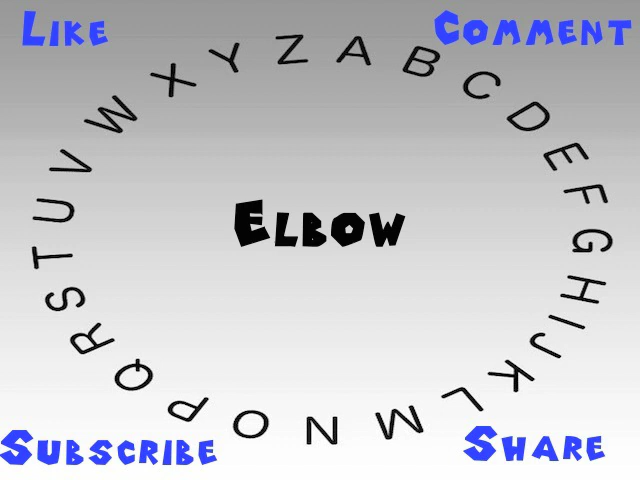 Like
Comment
A B C D E F G H I J K L M N O P Q R S T U V W X Y Z
Elbow
Subscribe
Share